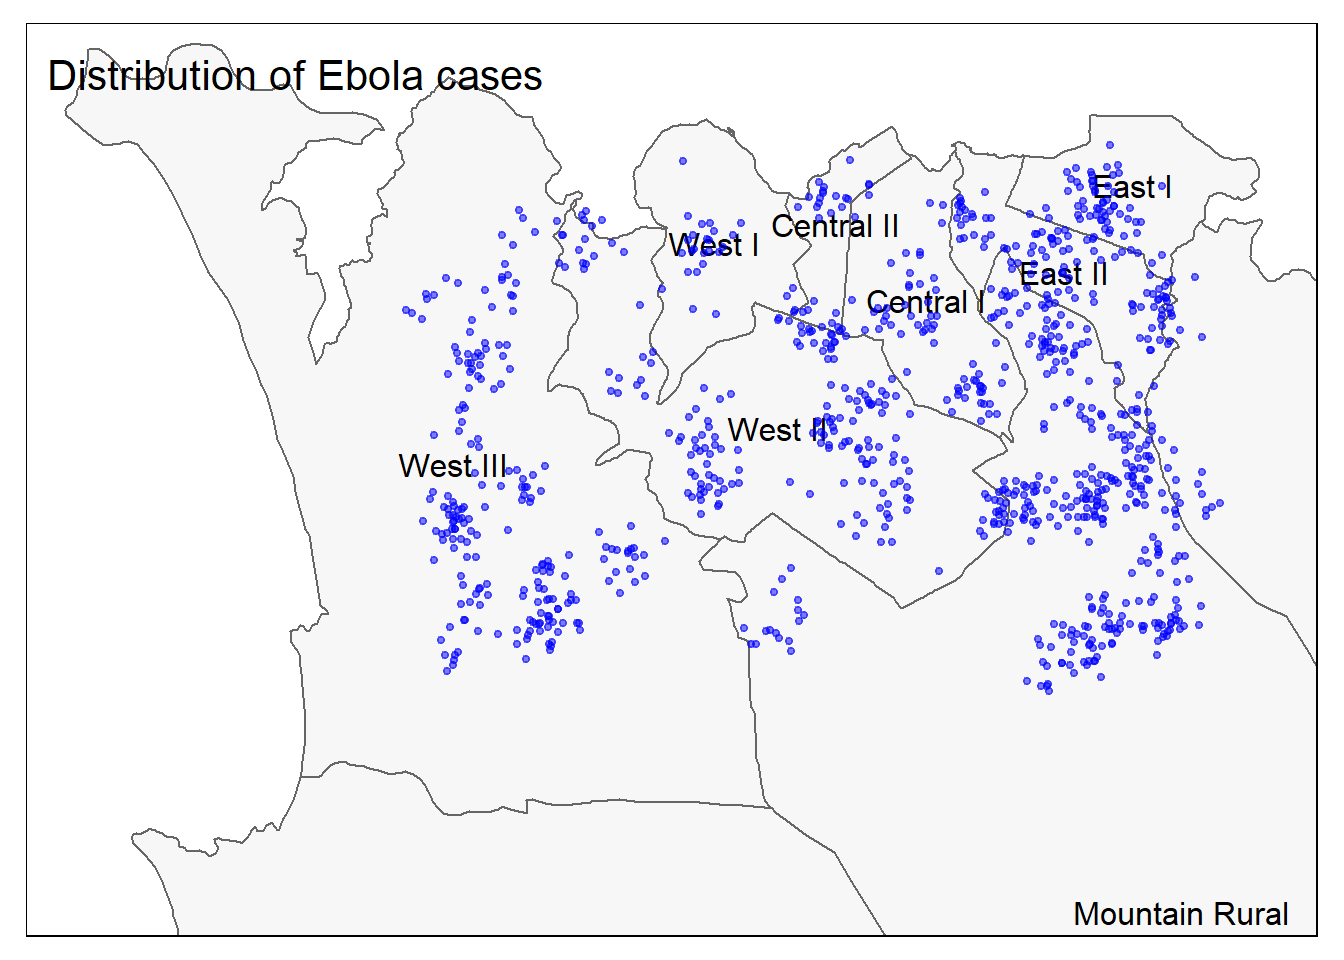 Distribution of Ebola cases
East I
Central II
West I
East II
Central I
West II
West III
Mountain Rural